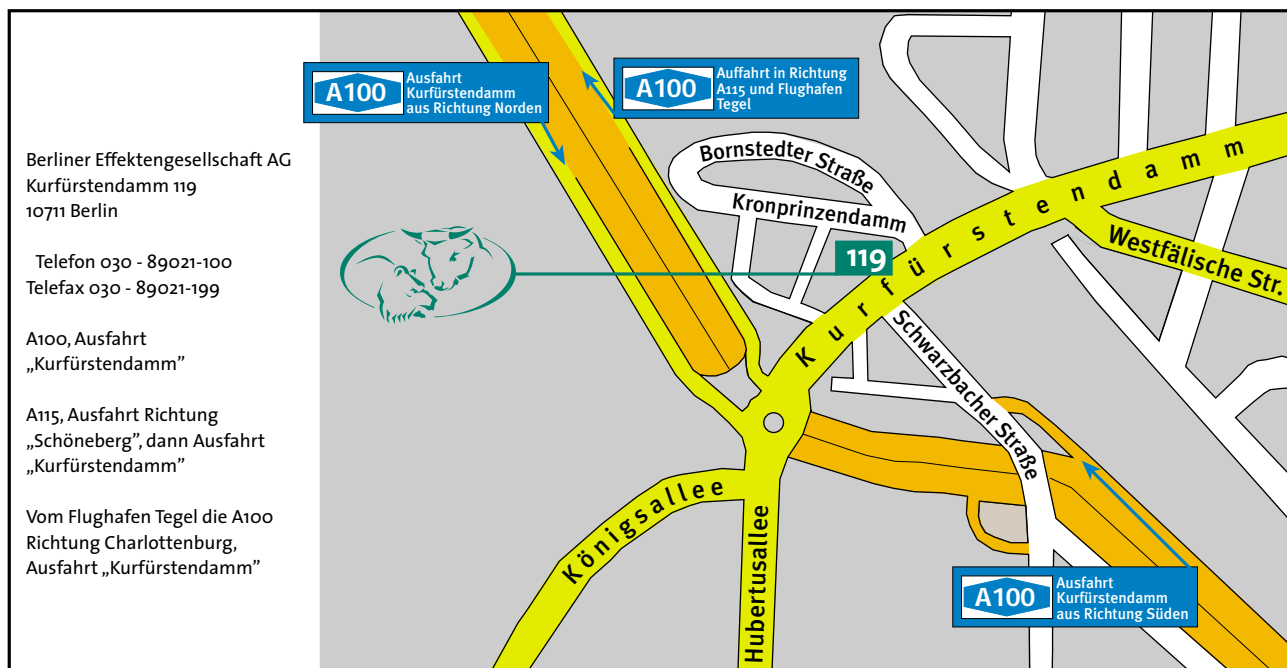 Berliner Effektengesellschaft AG
Kurfürstendamm 119
10711 Berlin
Telefon 030 - 89021-100
Telefax 030 - 89021-199
A100, Ausfahrt
„Kurfürstendamm”
A115, Ausfahrt Richtung
„Schöneberg”, dann Ausfahrt
„Kurfürstendamm”
Vom Flughafen Tegel die A100
Richtung Charlottenburg,
Ausfahrt „Kurfürstendamm”
A100
Ausfahrt
Kurfürstendamm
aus Richtung Norden
A100
Auffahrt in Richtung
A115 und Flughafen
Tegel
Bornstedter Straße
Kronprinzendamm
119
Kurfürstendamm
Westfälische Str.
Schwarzbacher Straße
Königsallee
Hubertusallee
A100
Ausfahrt
Kurfürstendamm
aus Richtung Süden